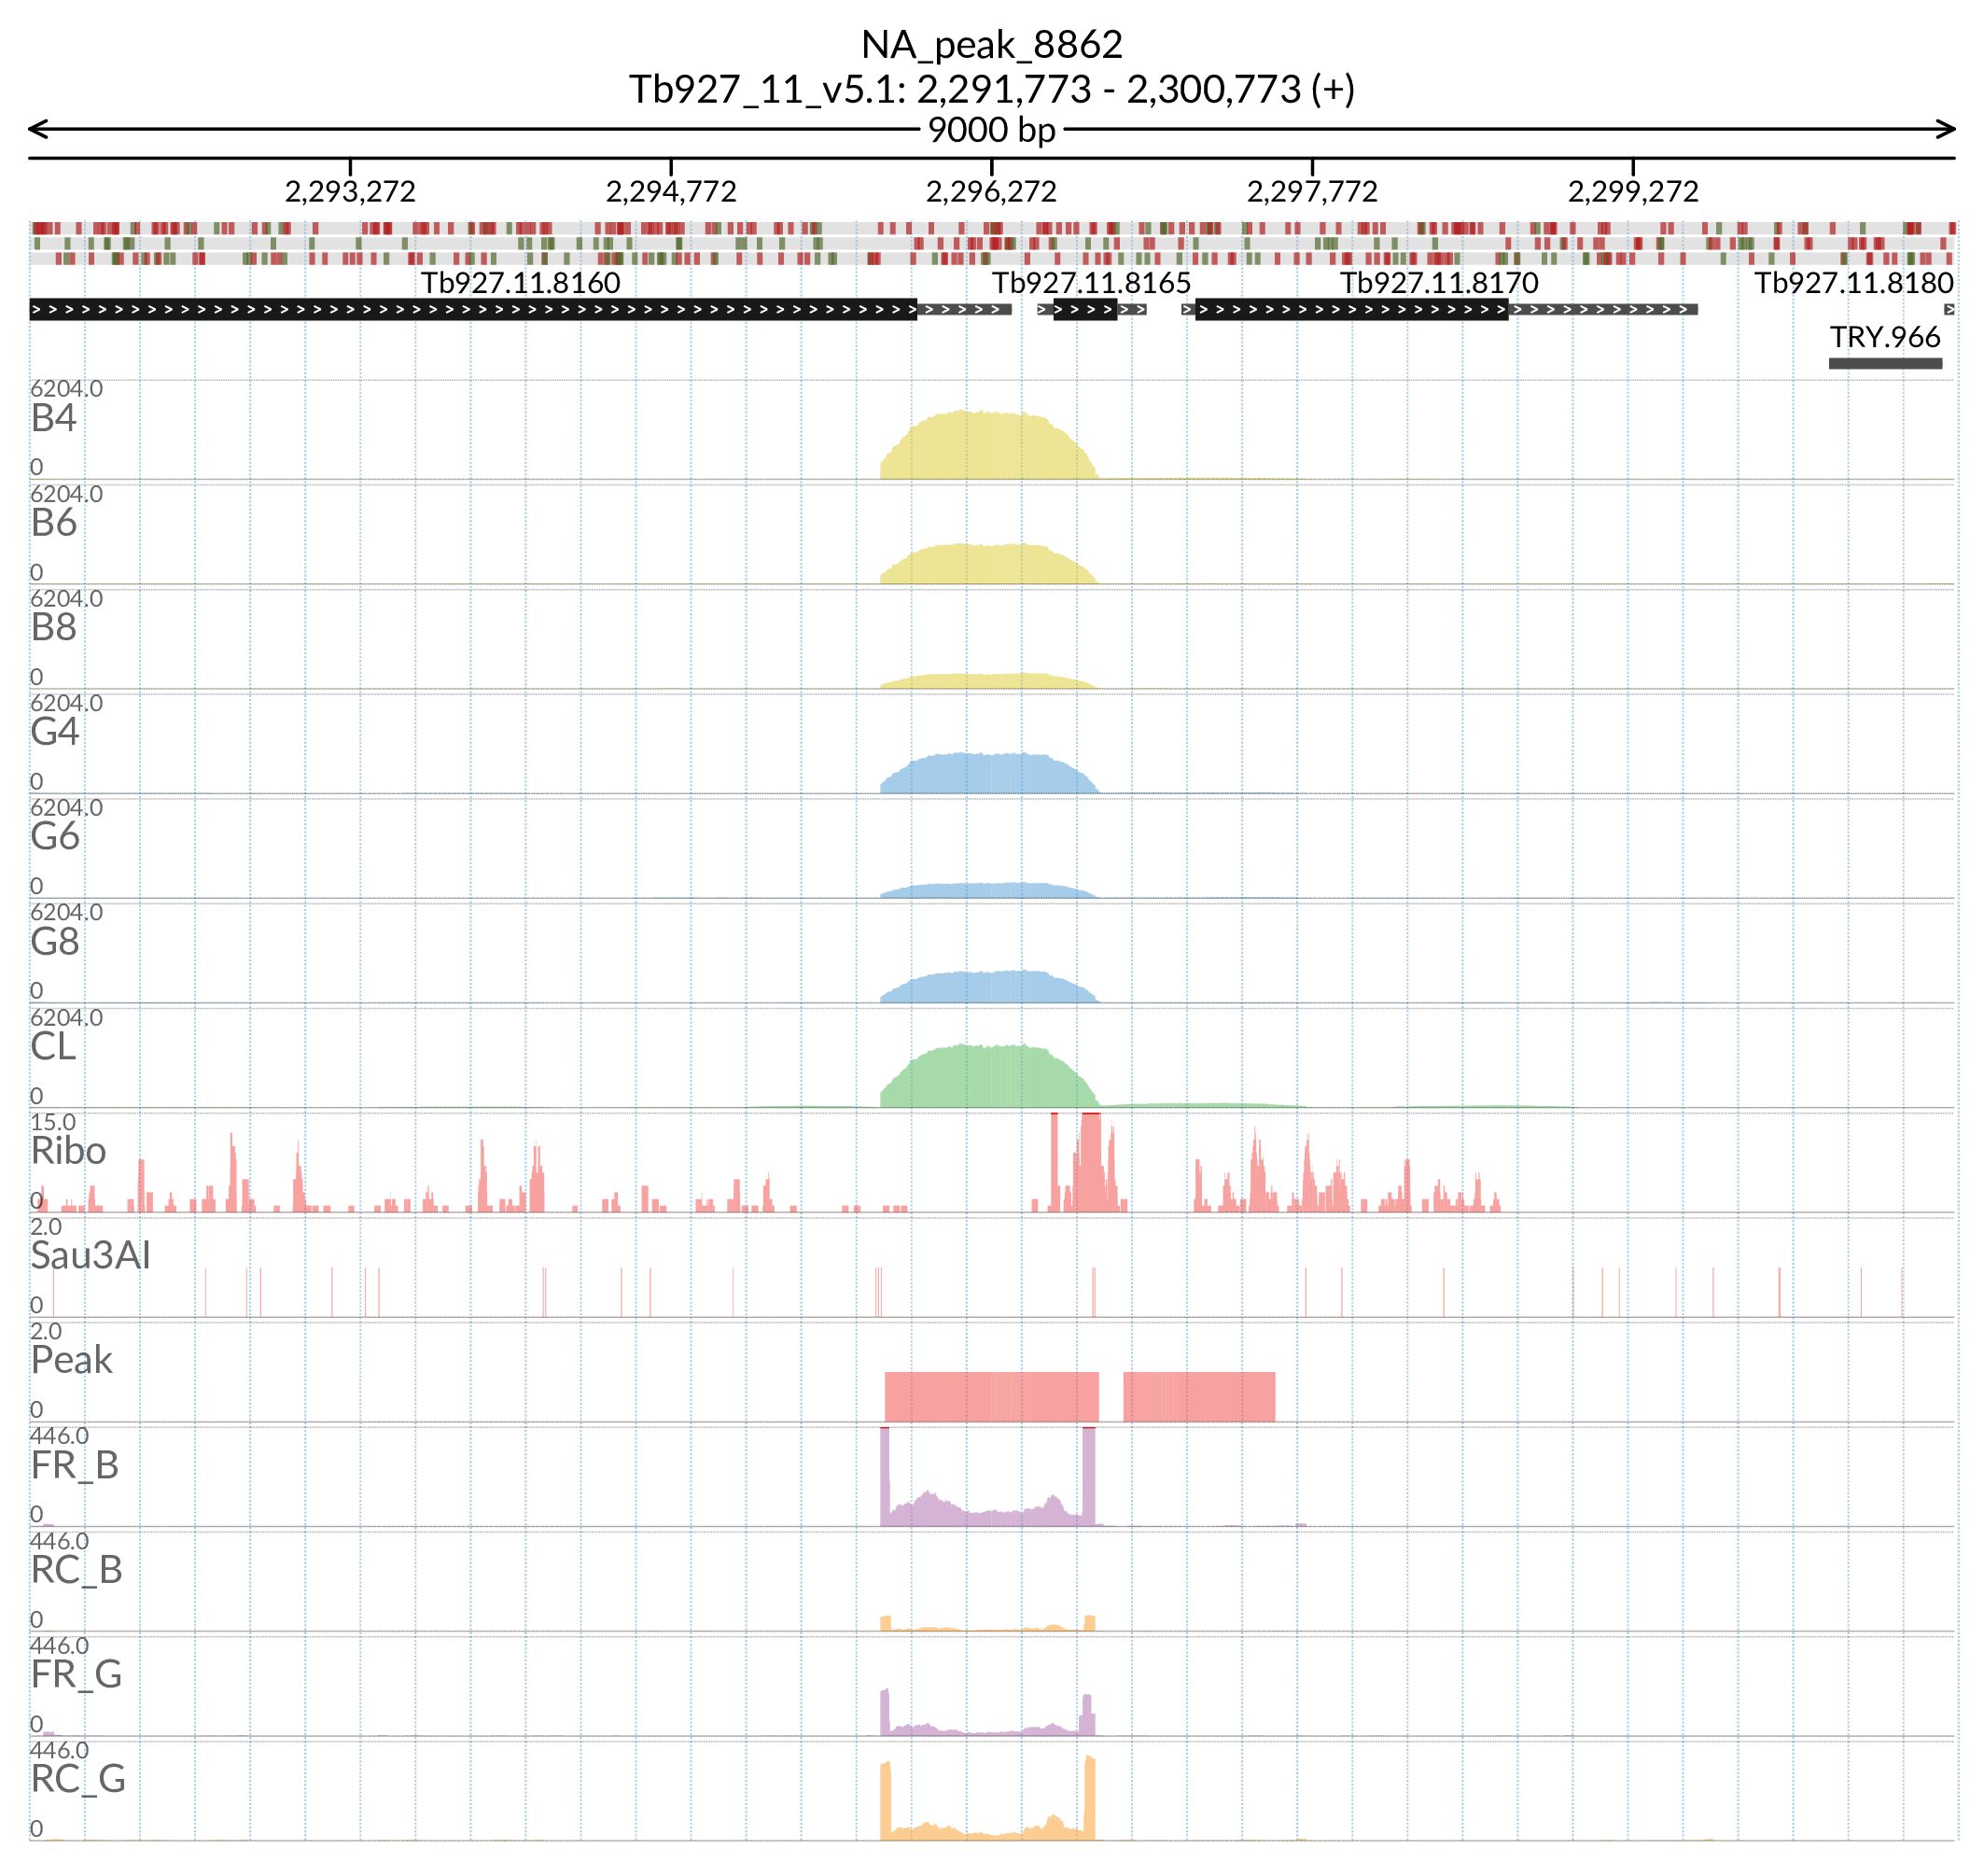 NA_peak_8862
Tb927_11_v5.1: 2,291,773 - 2,300,773 (+)
9000 bp
2,293,272 2,294,772 2,296,272 2,297,772 2,299,272
Tb927.11.8160 Tb927.11.8165 Tb927.11.8170 Tb927.11.8180
TRY.966
6204.0
B4
0
6204.0
B6
0
6204.0
B8
0
6204.0
G4
0
6204.0
G6
0
6204.0
G8
0
6204.0
CL
0
15.0
Ribo
0
2.0
Sau3AI
0
2.0
Peak
0
446.0
FR_B
0
446.0
RC_B
0
446.0
FR_G
0
446.0
RC_G
0